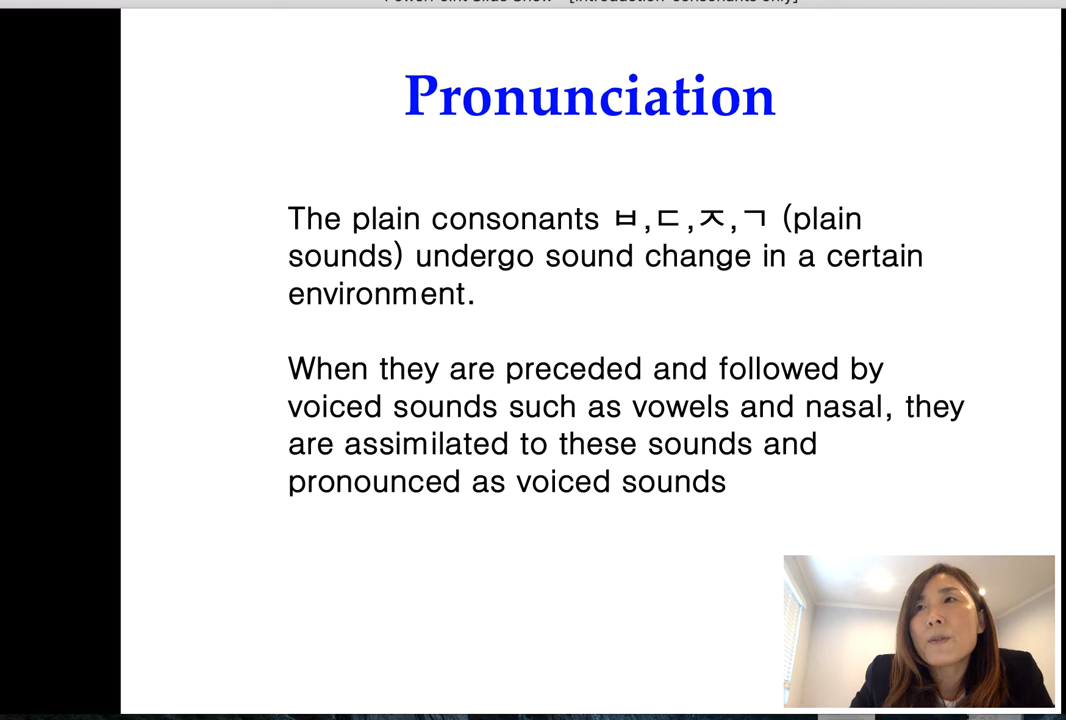 Pronunciation
The plain consonants ㅂ,ㄷ,ㅈ,ㄱ (plain
sounds) undergo sound change in a certain
environment.
When they are preceded and followed by
voiced sounds such as vowels and nasal, they
are assimilated to these sounds and
pronounced as voiced sounds